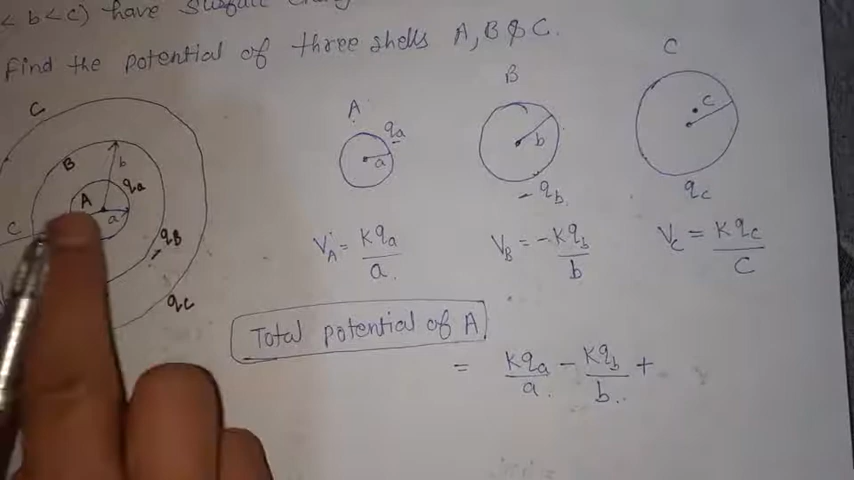 < b < c) have Surface
Find the potential of three shells A, B & C.
C
B
b
A
qa
a
C
- qB
qc
A
qa
a
B
b
- qb
C
c
qc
VA = Kqa/a
VB = -Kqb/b
VC = Kqc/C
Total potential of A
= Kqa/a - Kqb/b +